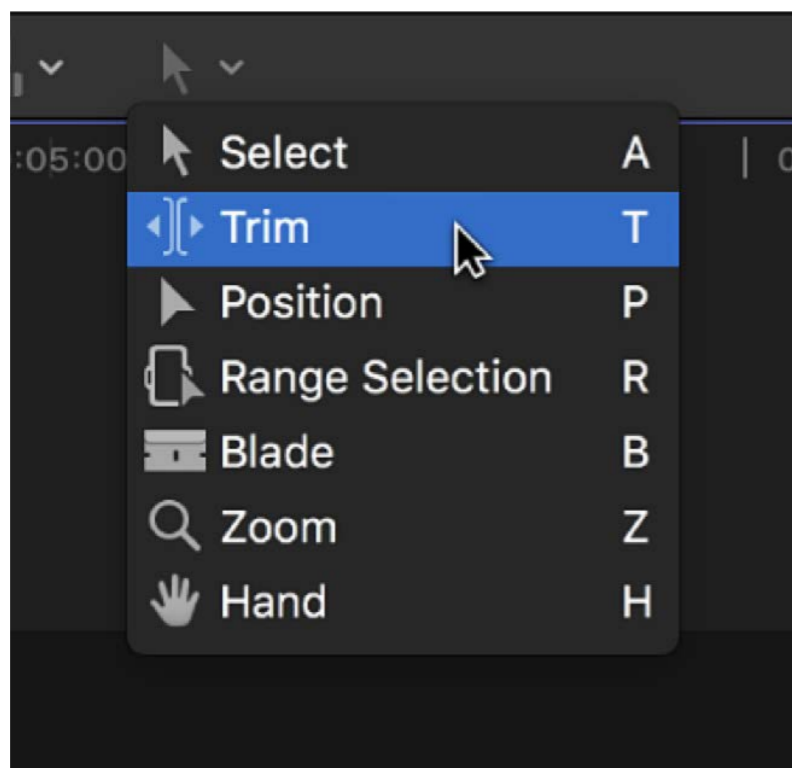 :05:00
Select A
Trim T
Position P
Range Selection R
Blade B
Zoom Z
Hand H